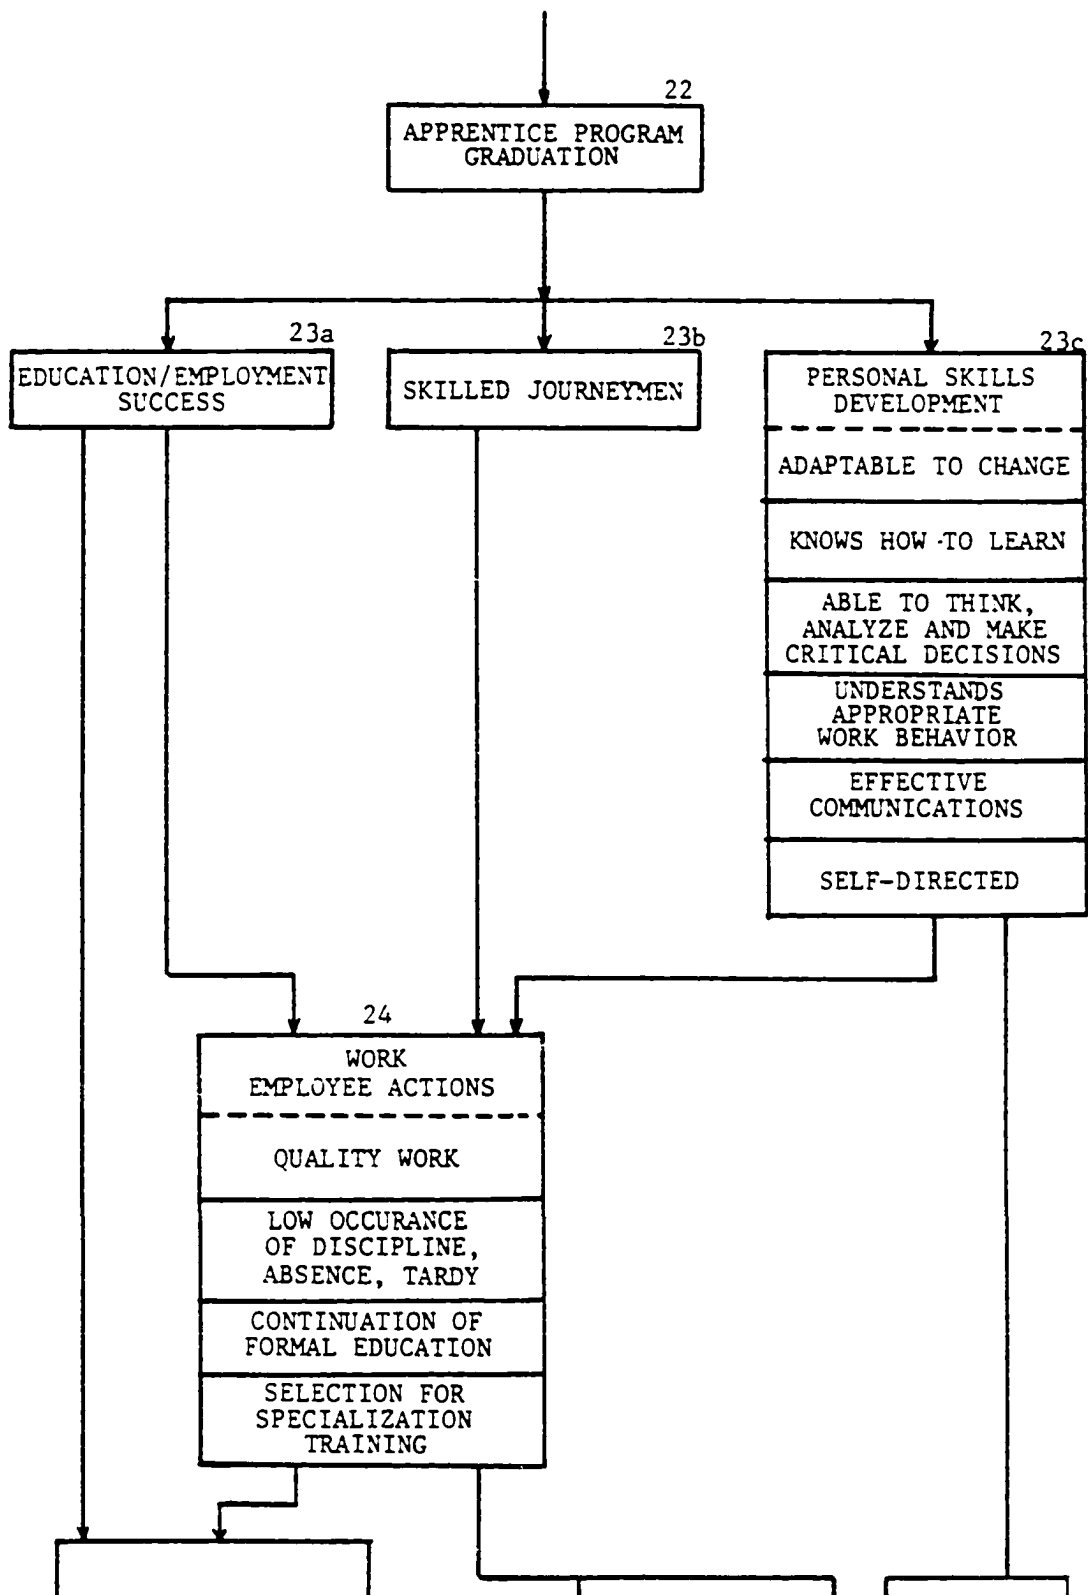 22
APPRENTICE PROGRAM
GRADUATION
23a
EDUCATION/EMPLOYMENT
SUCCESS
23b
SKILLED JOURNEYMEN
23c
PERSONAL SKILLS
DEVELOPMENT
ADAPTABLE TO CHANGE
KNOWS HOW TO LEARN
ABLE TO THINK,
ANALYZE AND MAKE
CRITICAL DECISIONS
UNDERSTANDS
APPROPRIATE
WORK BEHAVIOR
EFFECTIVE
COMMUNICATIONS
SELF-DIRECTED
24
WORK
EMPLOYEE ACTIONS
QUALITY WORK
LOW OCCURANCE
OF DISCIPLINE,
ABSENCE, TARDY
CONTINUATION OF
FORMAL EDUCATION
SELECTION FOR
SPECIALIZATION
TRAINING